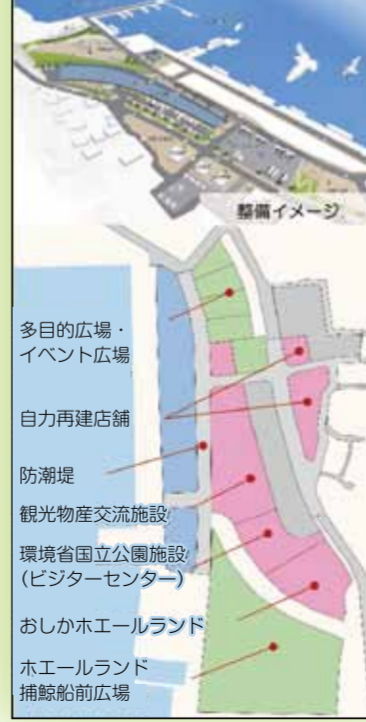 整備イメージ
多目的広場・
イベント広場
自力再建店舗
防潮堤
観光物産交流施設
環境省国立公園施設
(ビジターセンター)
おしかホエールランド
ホエールランド
捕鯨船前広場